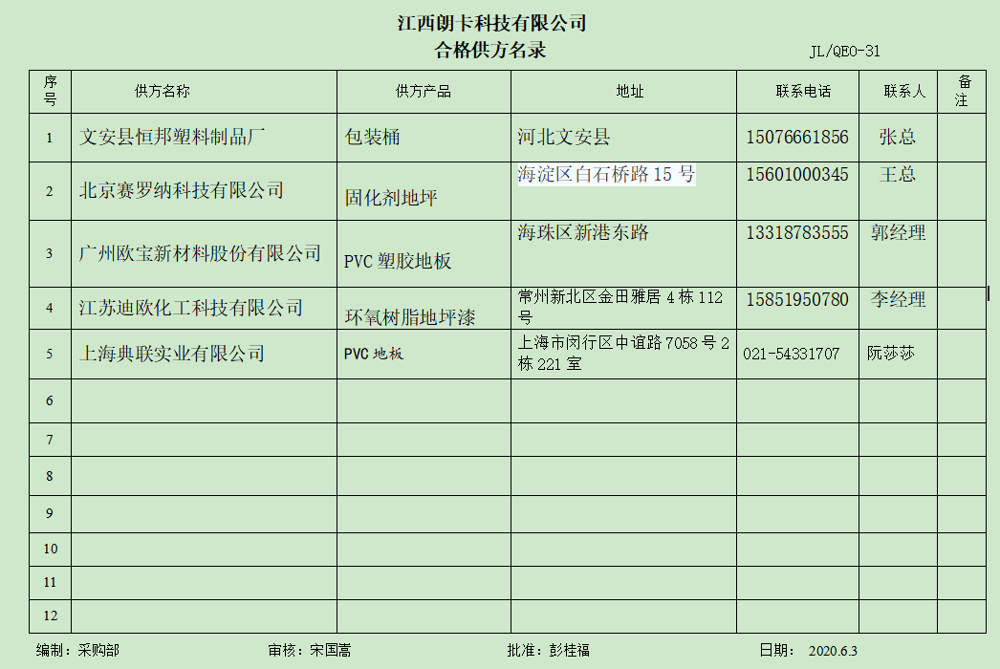 江西朗卡科技有限公司
合格供方名录
JL/QEO-31
序号 供方名称 供方产品 地址 联系电话 联系人 备注
1 文安县恒邦塑料制品厂 包装桶 河北文安县 15076661856 张总
2 北京赛罗纳科技有限公司 固化剂地坪 海淀区白石桥路 15 号 15601000345 王总
3 广州欧宝新材料股份有限公司 PVC 塑胶地板 海珠区新港东路 13318783555 郭经理
4 江苏迪欧化工科技有限公司 环氧树脂地坪漆 常州新北区金田雅居 4 栋 112 号 15851950780 李经理
5 上海典联实业有限公司 PVC 地板 上海市闵行区中谊路 7058 号 2 栋 221 室 021-54331707 阮莎莎
6
7
8
9
10
11
12
编制：采购部 审核：宋国嵩 批准：彭桂福 日期： 2020.6.3